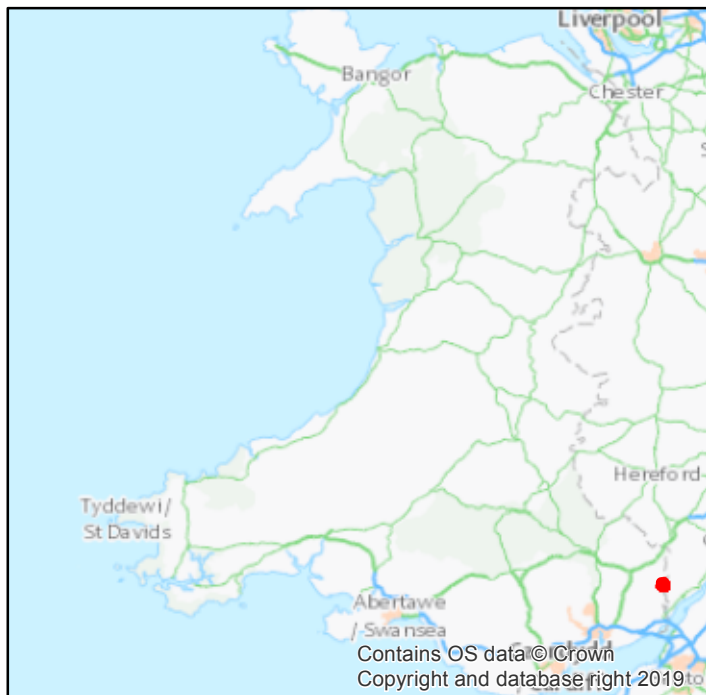 Liverpool
Bangor
Chester
S
Hereford
Tyddewi/
St Davids
Abertawe
/ Swansea
Contains OS data © Crown
Copyright and database right 2019